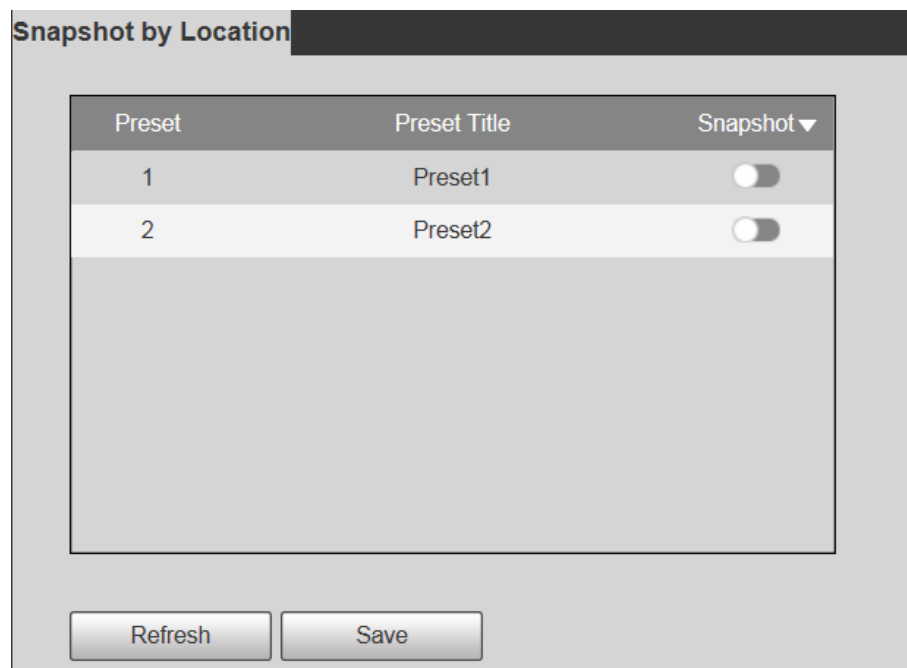 Snapshot by Location
Preset Preset Title Snapshot
1 Preset1
2 Preset2
Refresh Save